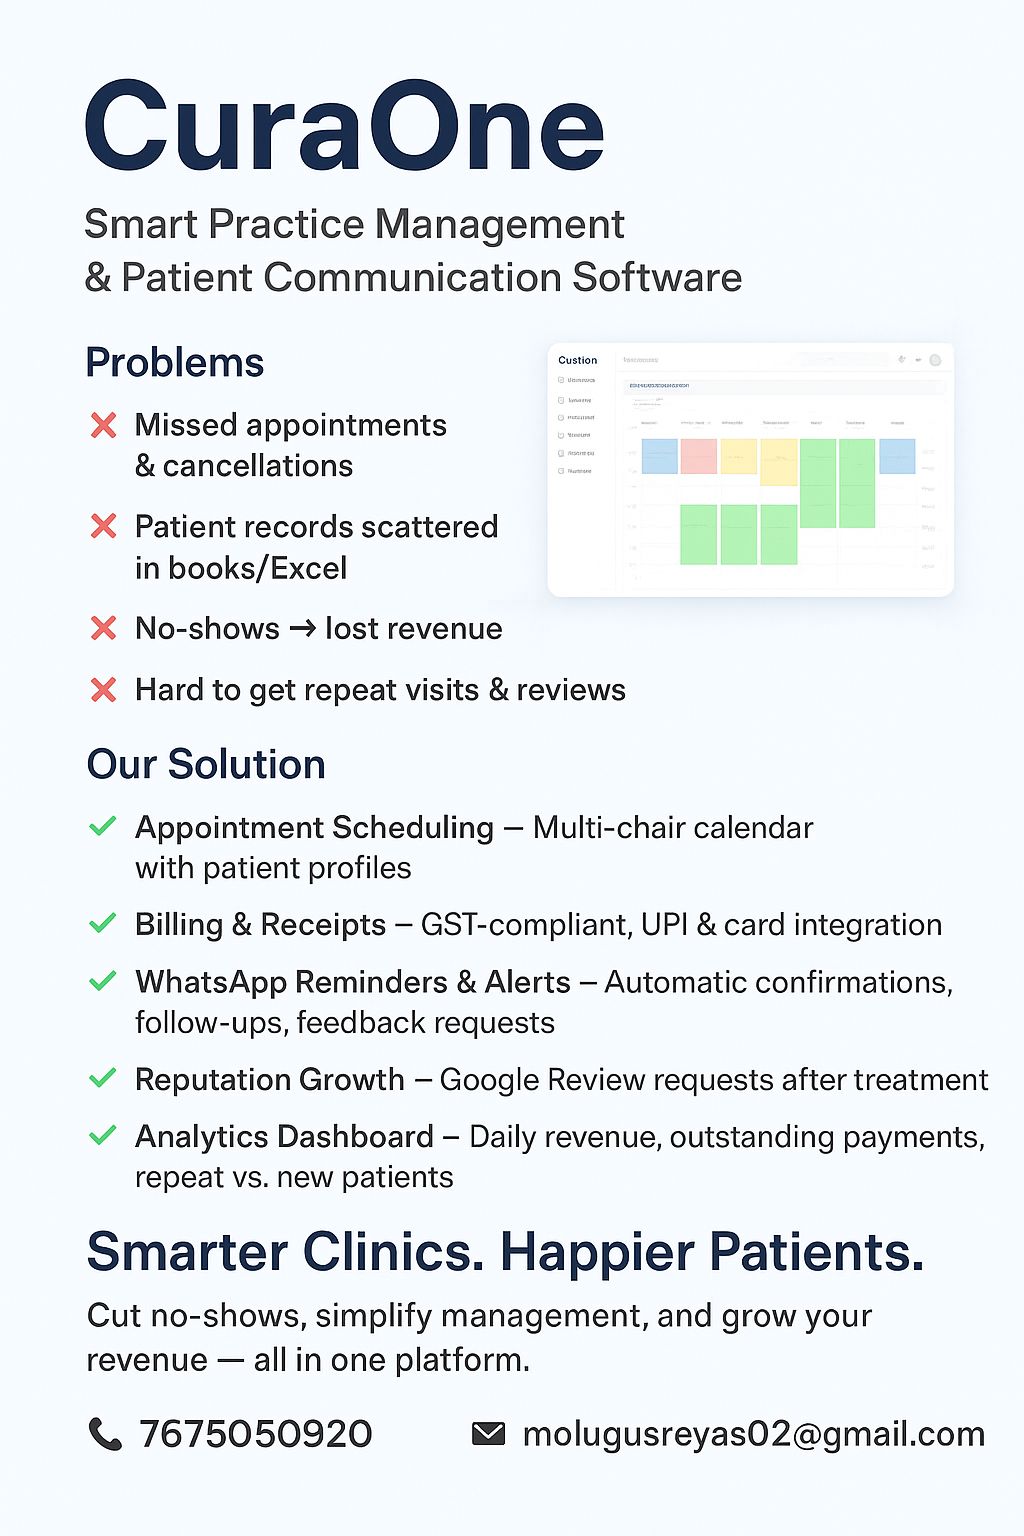 CuraOne
Smart Practice Management
& Patient Communication Software
Problems
Missed appointments
& cancellations
Patient records scattered
in books/Excel
No-shows → lost revenue
Hard to get repeat visits & reviews
Custion
Our Solution
Appointment Scheduling – Multi-chair calendar
with patient profiles
Billing & Receipts – GST-compliant, UPI & card integration
WhatsApp Reminders & Alerts – Automatic confirmations,
follow-ups, feedback requests
Reputation Growth – Google Review requests after treatment
Analytics Dashboard – Daily revenue, outstanding payments,
repeat vs. new patients
Smarter Clinics. Happier Patients.
Cut no-shows, simplify management, and grow your
revenue — all in one platform.
7675050920
molugusreyas02@gmail.com